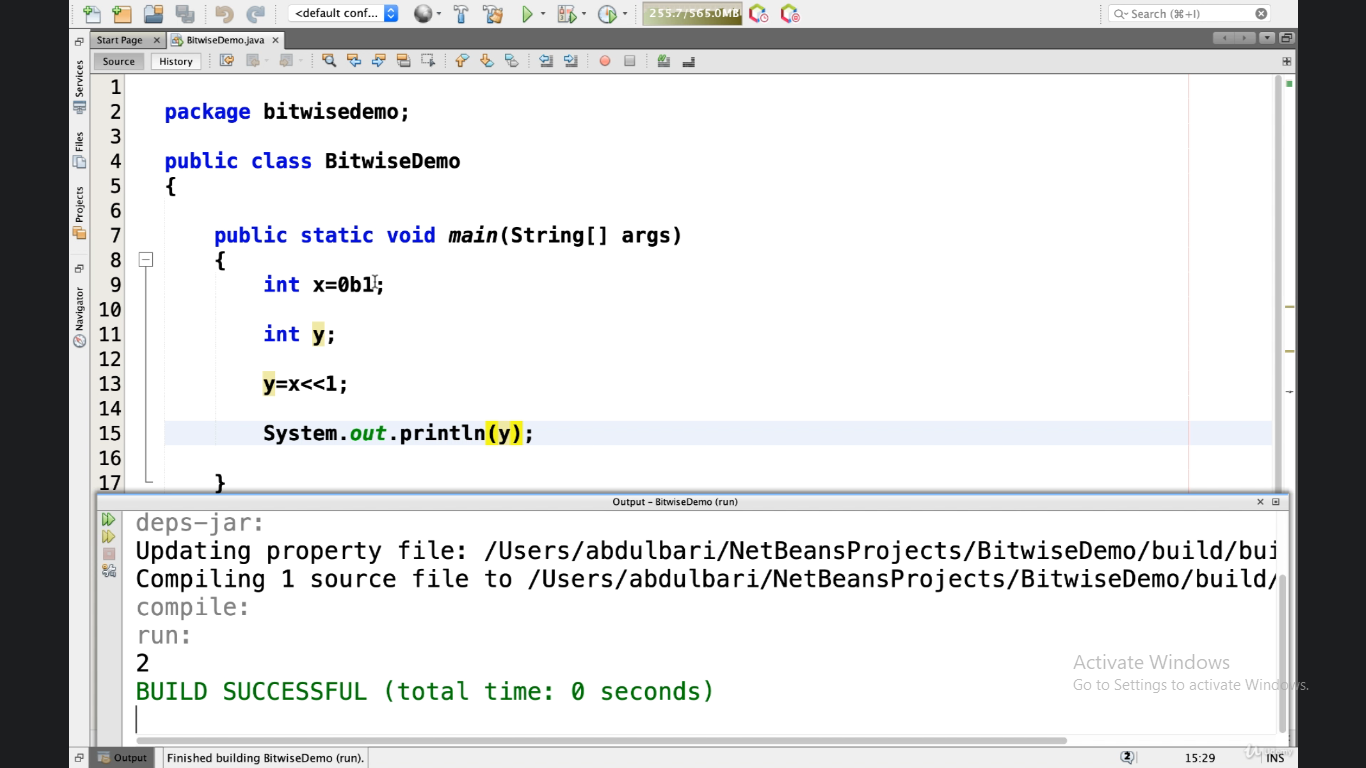 <default conf...
255.7/565.0MB
Search (⌘+I)
Start Page
BitwiseDemo.java
Source
History
Services
Files
Projects
Navigator
1
2 package bitwisedemo;
3
4 public class BitwiseDemo
5 {
6
7 public static void main(String[] args)
8 {
9 int x=0b1;
10
11 int y;
12
13 y=x<<1;
14
15 System.out.println(y);
16
17 }
Output - BitwiseDemo (run)
deps-jar:
Updating property file: /Users/abdulbari/NetBeansProjects/BitwiseDemo/build/bui
Compiling 1 source file to /Users/abdulbari/NetBeansProjects/BitwiseDemo/build/
compile:
run:
2
BUILD SUCCESSFUL (total time: 0 seconds)
Activate Windows
Go to Settings to activate Windows.
Output
Finished building BitwiseDemo (run).
2
15:29
INS